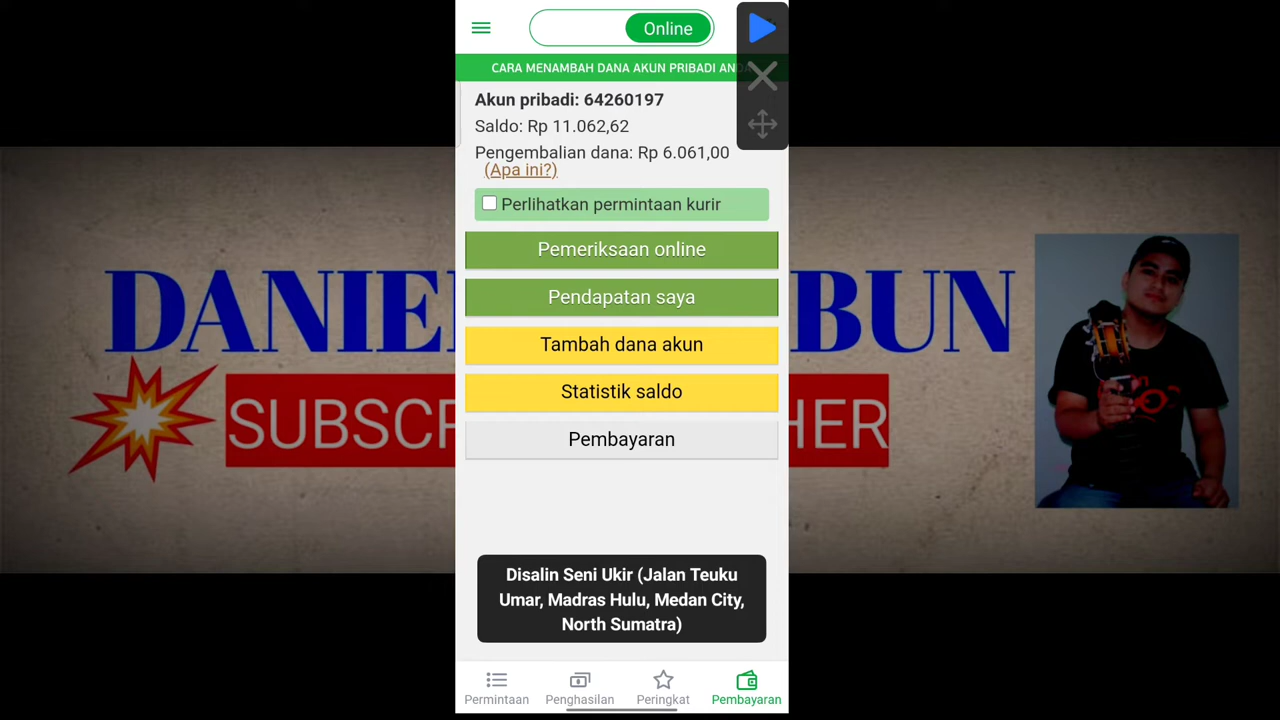 Online
CARA MENAMBAH DANA AKUN PRIBADI AN
Akun pribadi: 64260197
Saldo: Rp 11.062,62
Pengembalian dana: Rp 6.061,00
(Apa ini?)
Perlihatkan permintaan kurir
Pemeriksaan online
Pendapatan saya
Tambah dana akun
Statistik saldo
Pembayaran
DANIE
BUN
SUBSC
HER
Disalin Seni Ukir (Jalan Teuku
Umar, Madras Hulu, Medan City,
North Sumatra)
Permintaan
Penghasilan
Peringkat
Pembayaran